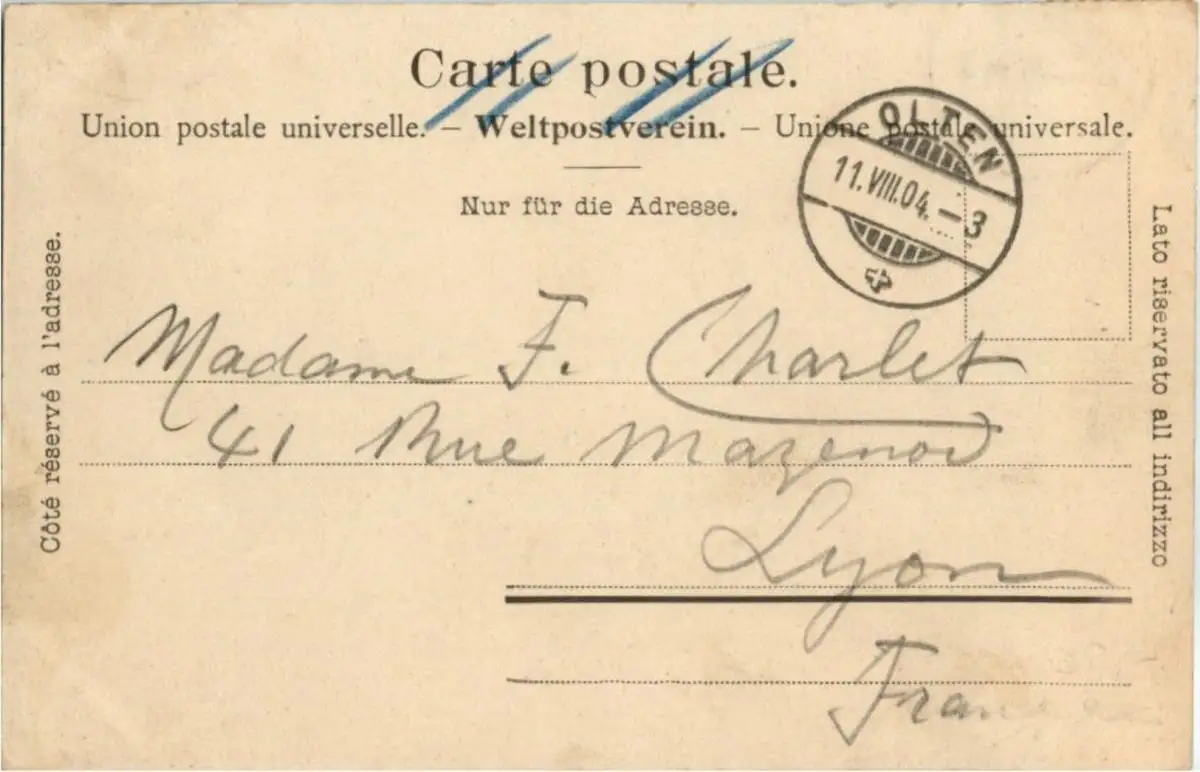 Carte postale.
Union postale universelle. — Weltpostverein. — Unione postale universale.
Nur für die Adresse.
OLTEN
11.VIII.04.–3
Côté réservé à l'adresse.
Lato riservato all indirizzo
Madame F. Charlet
41 Rue Mazenod
Lyon
Fran